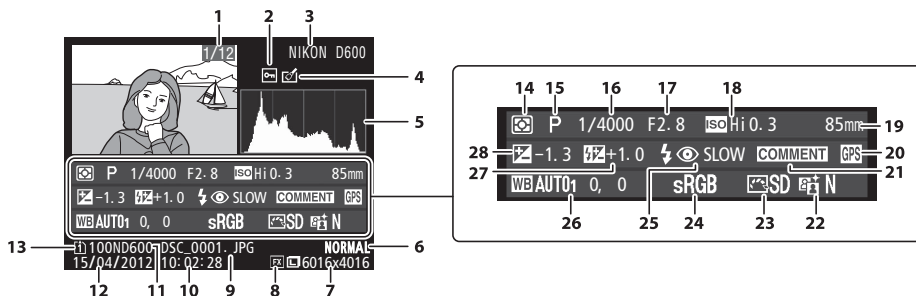 1 2 3
1/12 NIKON D600
4
5
P 1/4000 F2.8 ISO Hi 0.3 85mm
−1.3 +1.0 SLOW COMMENT GPS
WB AUTO1 0, 0 sRGB SD N
13 1 100ND600 DSC_0001.JPG NORMAL 6
15/04/2012 10:02:28 FX 6016x4016
12 11 10 9 8 7
14 15 16 17 18
P 1/4000 F2.8 ISO Hi 0.3 85mm 19
28 −1.3 +1.0 SLOW COMMENT GPS 20
27 25 21
WB AUTO1 0, 0 sRGB SD N
26 24 23 22